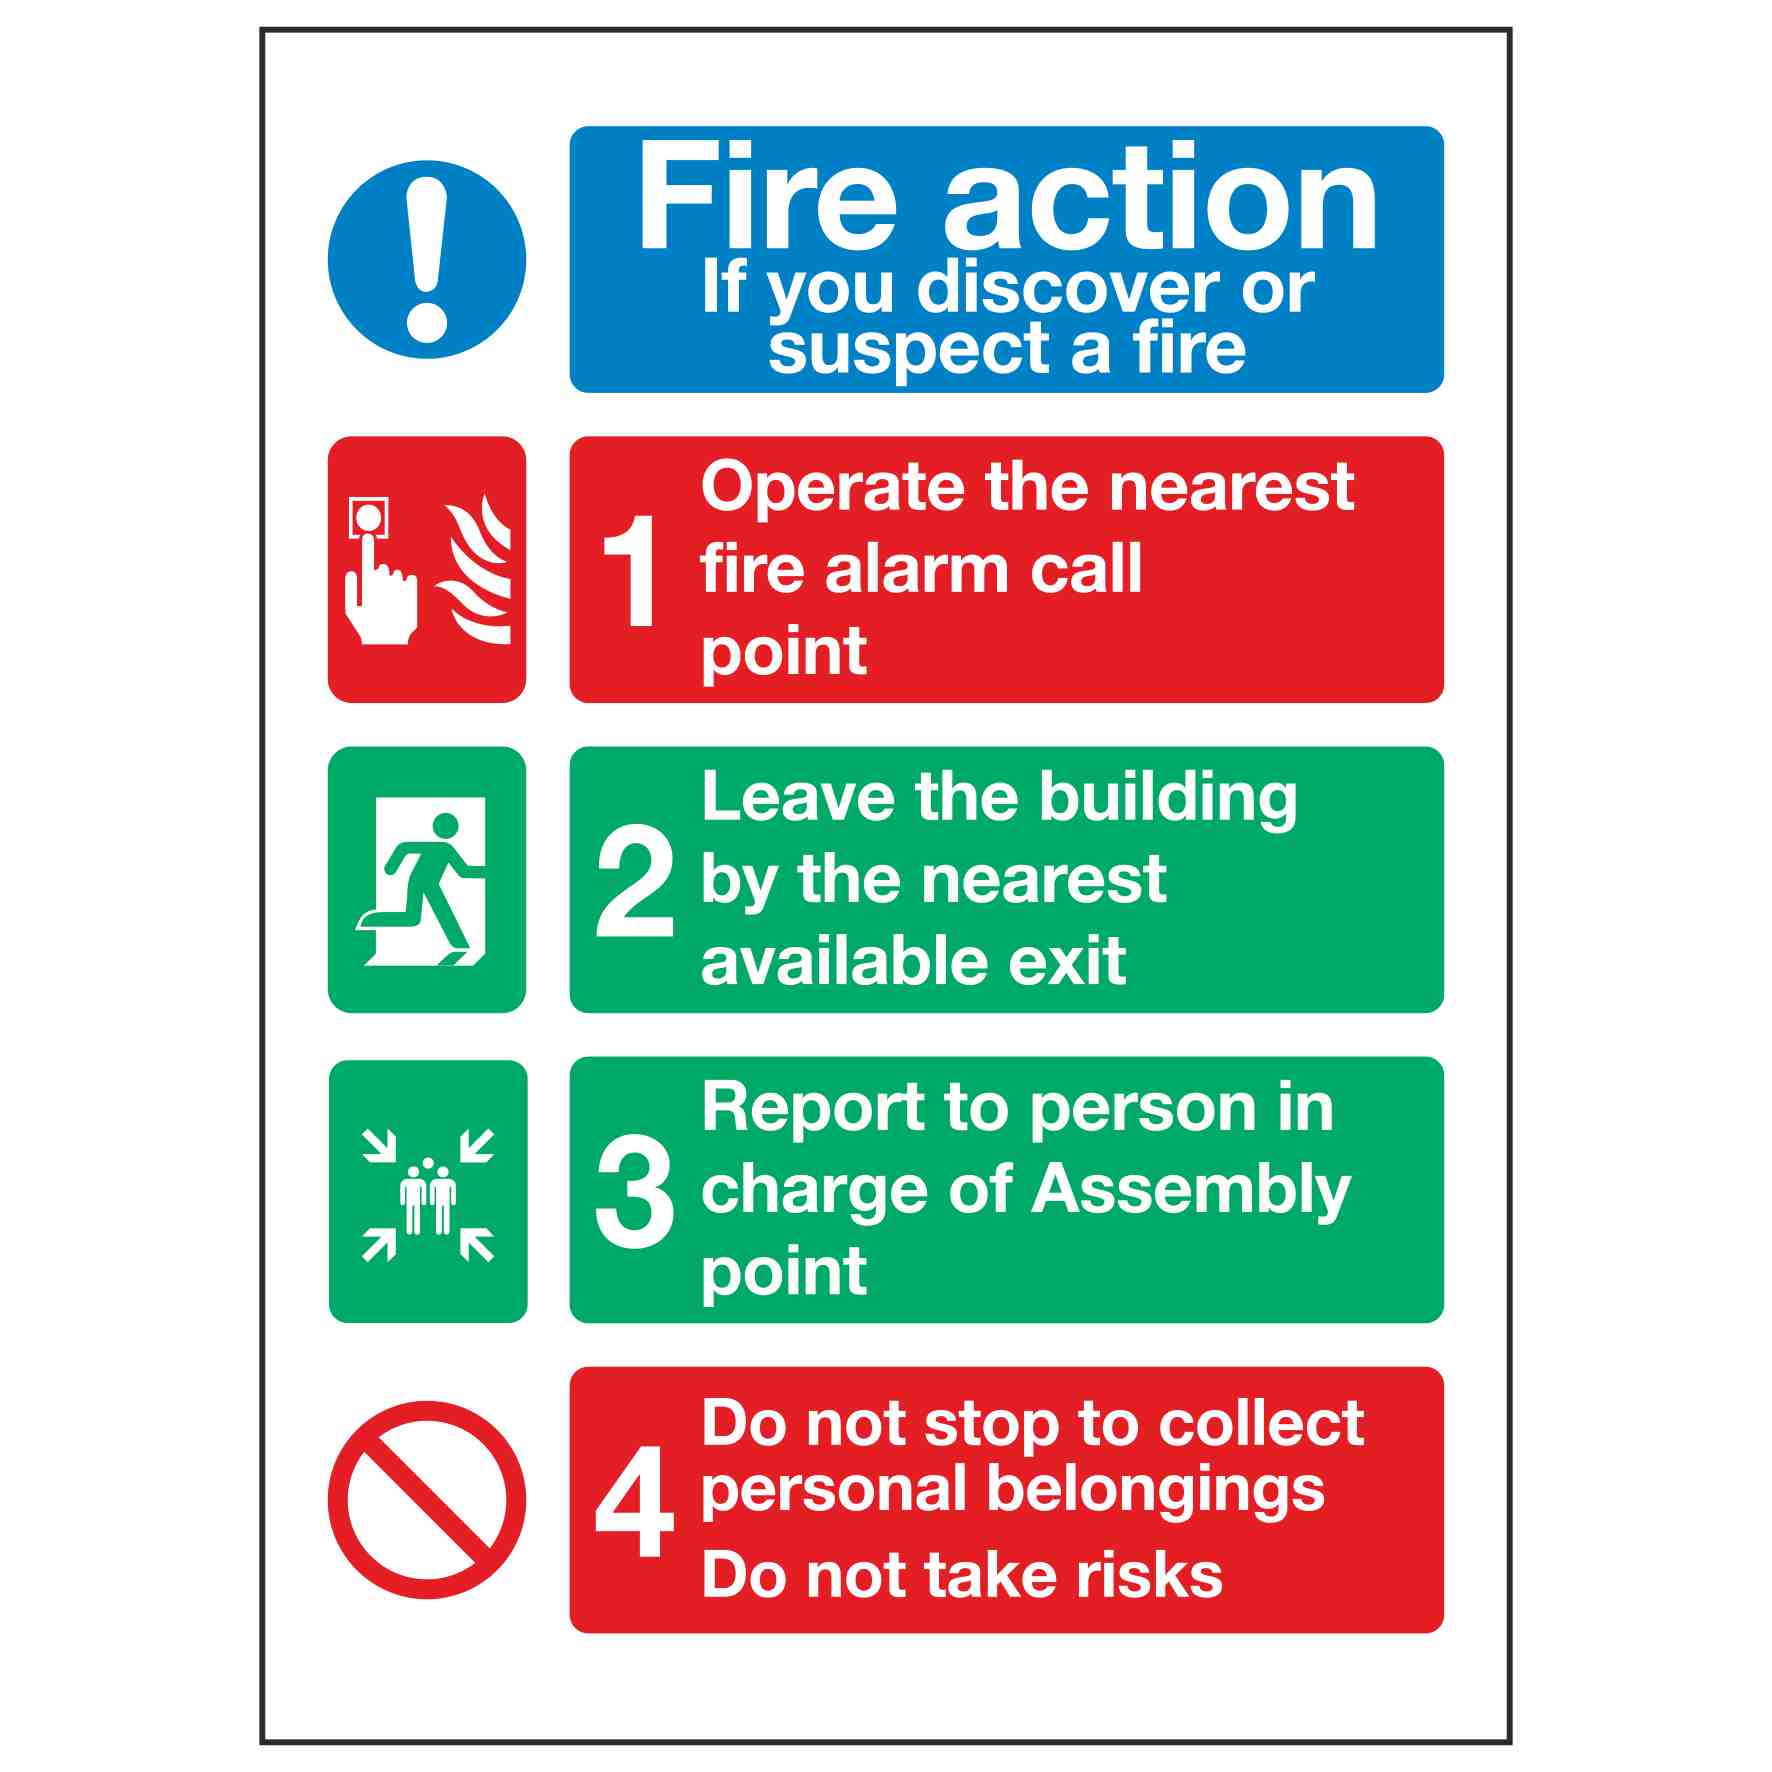 Fire action
If you discover or
suspect a fire
1
Operate the nearest
fire alarm call
point
2
Leave the building
by the nearest
available exit
3
Report to person in
charge of Assembly
point
4
Do not stop to collect
personal belongings
Do not take risks